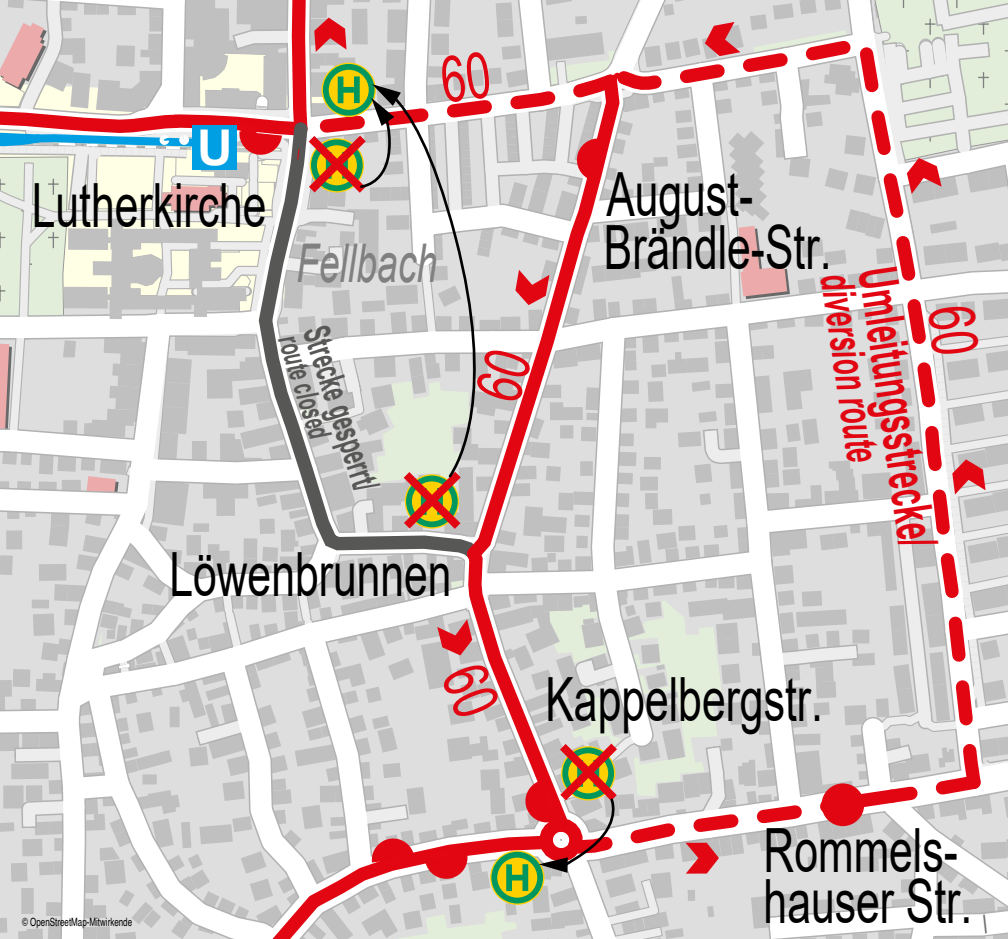 60
H
U
Lutherkirche
August-
Brändle-Str.
Fellbach
Strecke gesperrt/
route closed
60
Umleitungsstrecke/
diversion route
60
H
Löwenbrunnen
60
Kappelbergstr.
H
H
Rommels-
hauser Str.
© OpenStreetMap-Mitwirkende